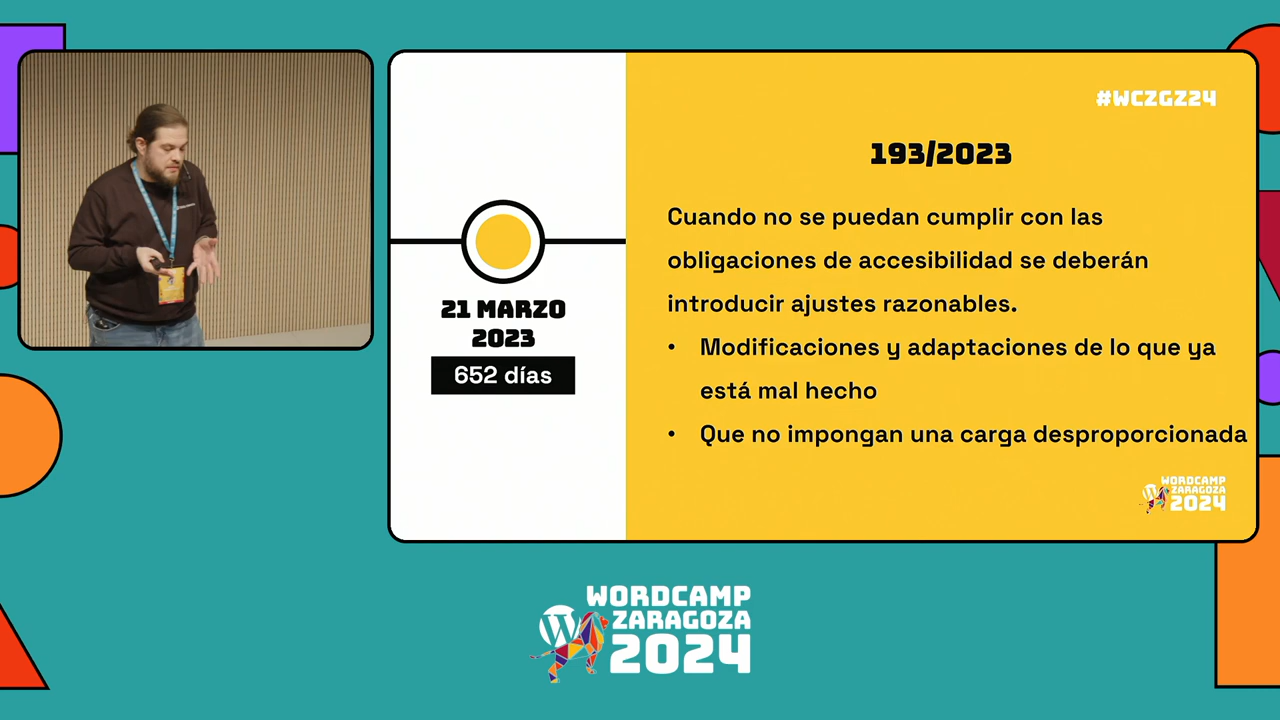 #WCZGZ24
193/2023
21 MARZO
2023
652 días
Cuando no se puedan cumplir con las
obligaciones de accesibilidad se deberán
introducir ajustes razonables.
• Modificaciones y adaptaciones de lo que ya
está mal hecho
• Que no impongan una carga desproporcionada
WORDCAMP
ZARAGOZA
2024
WORDCAMP
ZARAGOZA
2024